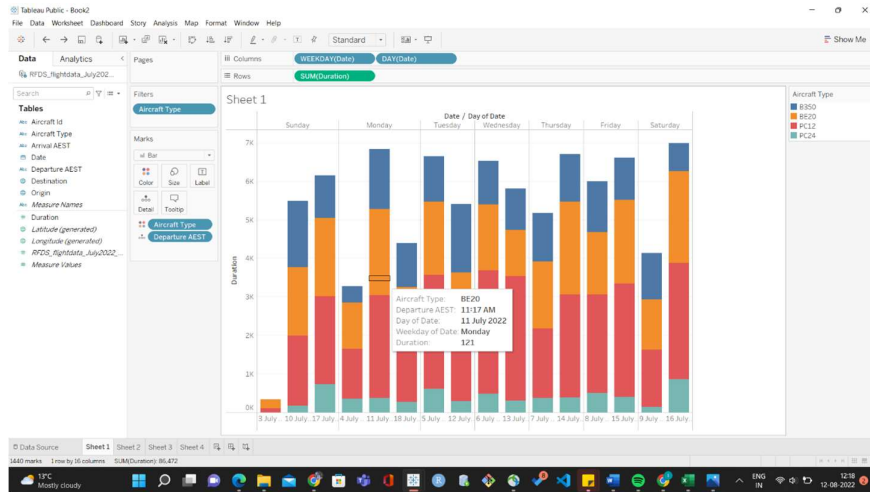 Tableau Public - Book2
File Data Worksheet Dashboard Story Analysis Map Format Window Help
Standard
Show Me
Data Analytics
Pages
Columns WEEKDAY(Date) DAY(Date)
RFDS_flightdata_July202...
Rows SUM(Duration)
Search
Tables
Abc Aircraft Id
Abc Aircraft Type
Abc Arrival AEST
Date
Abc Departure AEST
Destination
Origin
Abc Measure Names
Duration
Latitude (generated)
Longitude (generated)
RFDS_flightdata_July2022_...
Measure Values
Filters
Aircraft Type
Marks
Bar
Color Size Label
Detail Tooltip
Aircraft Type
Departure AEST
Sheet 1
Date / Day of Date
Sunday Monday Tuesday Wednesday Thursday Friday Saturday
7K
6K
5K
4K
3K
2K
1K
0K
Duration
Aircraft Type: BE20
Departure AEST: 11:17 AM
Day of Date: 11 July 2022
Weekday of Date: Monday
Duration: 121
3 July... 10 July... 17 July... 4 July... 11 July... 18 July... 5 July... 12 July... 6 July... 13 July... 7 July... 14 July... 8 July... 15 July... 9 July... 16 July...
Aircraft Type
B350
BE20
PC12
PC24
Data Source Sheet 1 Sheet 2 Sheet 3 Sheet 4
1440 marks 1 row by 16 columns SUM(Duration): 86,472
13°C
Mostly cloudy
ENG
IN
12:18
12-08-2022